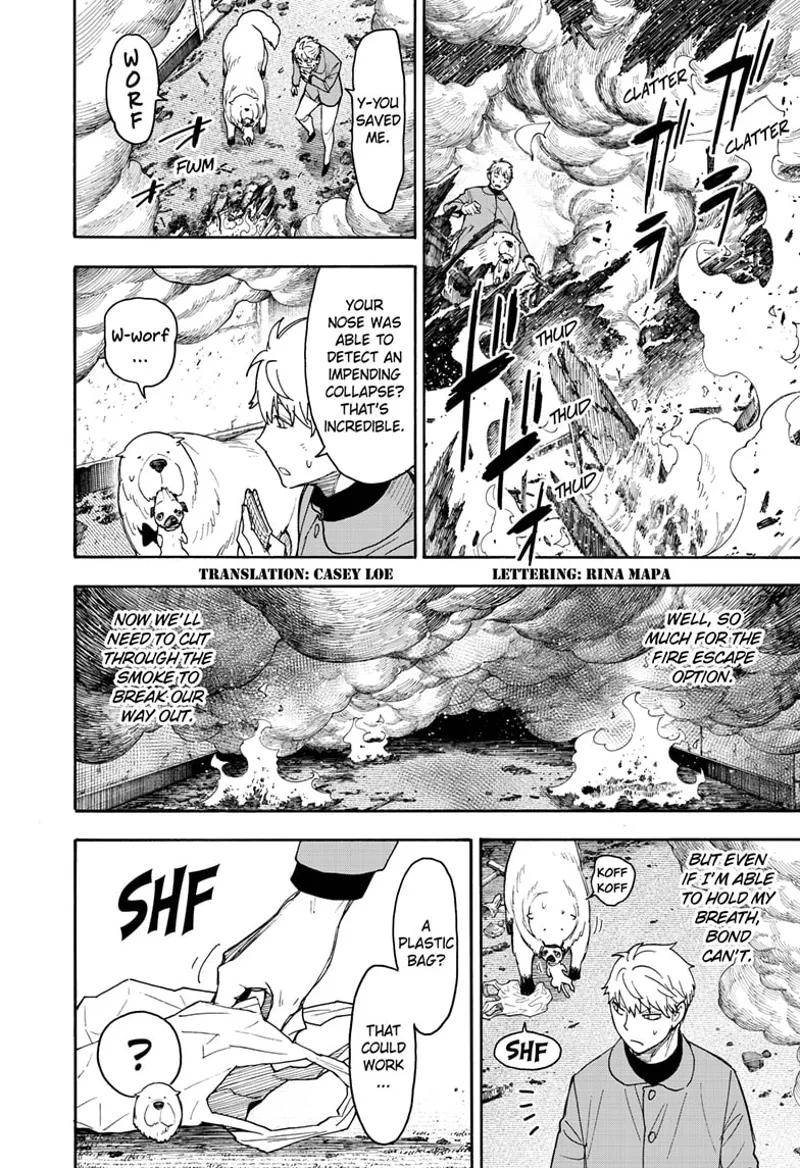 CLATTER
CLATTER
THUD
THUD
THUD
Y-YOU
SAVED
ME.
WORF
FWM
YOUR
NOSE WAS
ABLE TO
DETECT AN
IMPENDING
COLLAPSE?
THAT'S
INCREDIBLE.
W-worf
...
TRANSLATION: CASEY LOE
LETTERING: RINA MAPA
WELL, SO
MUCH FOR THE
FIRE ESCAPE
OPTION.
NOW WE'LL
NEED TO CUT
THROUGH THE
SMOKE TO
BREAK OUR
WAY OUT.
BUT EVEN
IF I'M ABLE
TO HOLD MY
BREATH,
BOND
CAN'T.
KOFF
KOFF
SHF
A
PLASTIC
BAG?
THAT
COULD
WORK
...
SHF
?